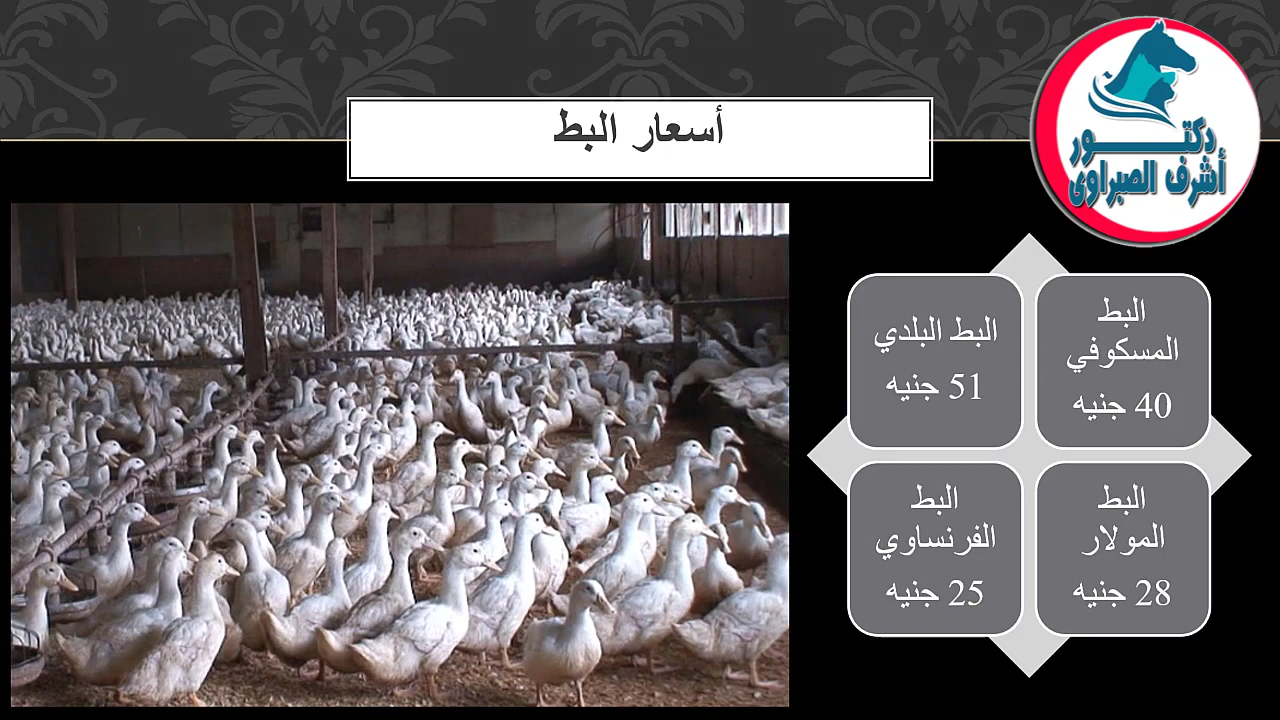 أسعار البط
دكتور
أشرف الصبراوى
البط
المسكوفي
40 جنيه
البط البلدي
51 جنيه
البط
المولار
28 جنيه
البط
الفرنساوي
25 جنيه